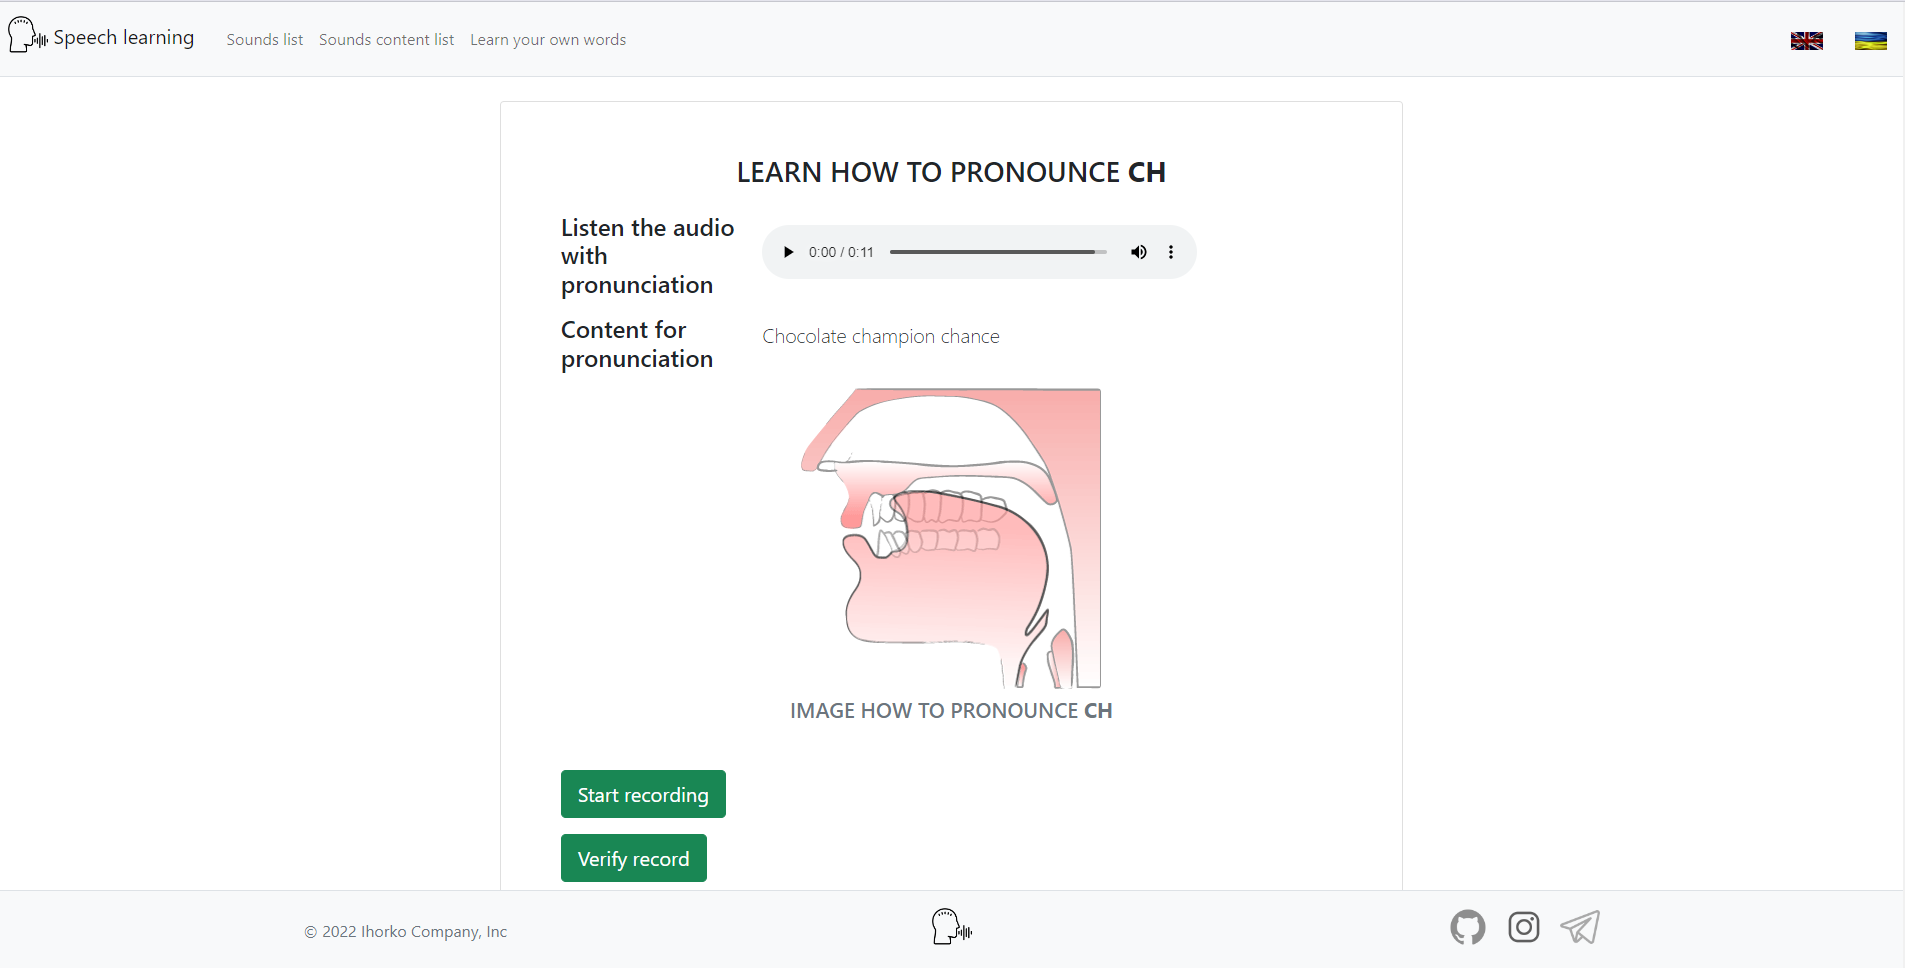 Speech learning
Sounds list
Sounds content list
Learn your own words
LEARN HOW TO PRONOUNCE CH
Listen the audio
with
pronunciation
0:00 / 0:11
Content for
pronunciation
Chocolate champion chance
IMAGE HOW TO PRONOUNCE CH
Start recording
Verify record
© 2022 Ihorko Company, Inc